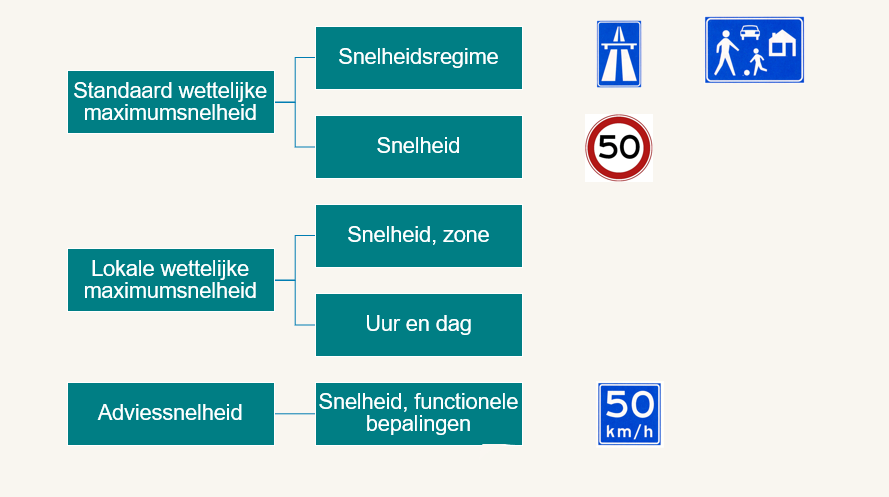 Standaard wettelijke
maximumsnelheid
Snelheidsregime
Snelheid
50
Lokale wettelijke
maximumsnelheid
Snelheid, zone
Uur en dag
Adviessnelheid
Snelheid, functionele
bepalingen
50
km/h